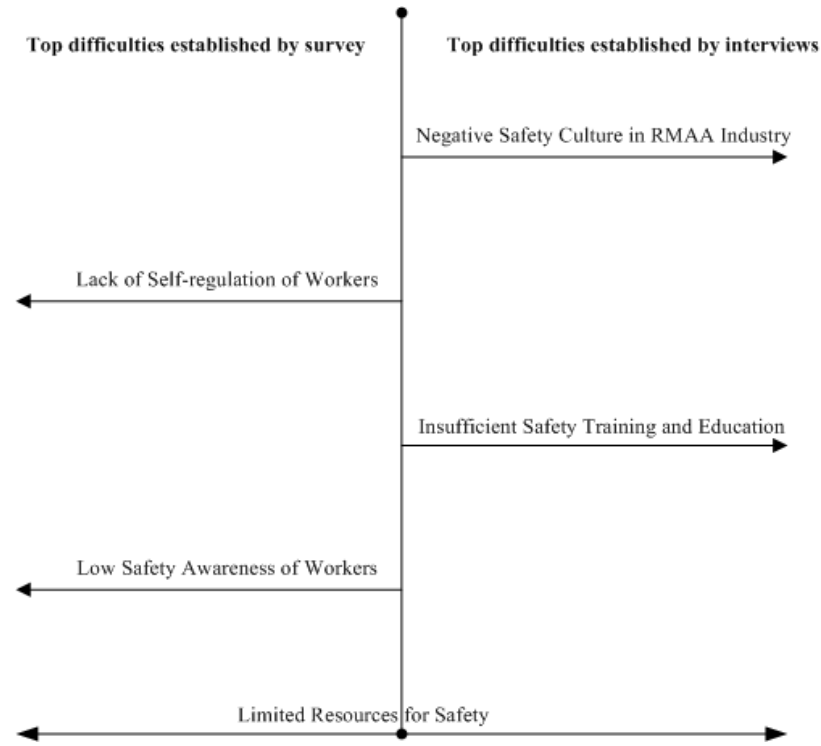 Top difficulties established by survey
Top difficulties established by interviews
Negative Safety Culture in RMAA Industry
Lack of Self-regulation of Workers
Insufficient Safety Training and Education
Low Safety Awareness of Workers
Limited Resources for Safety